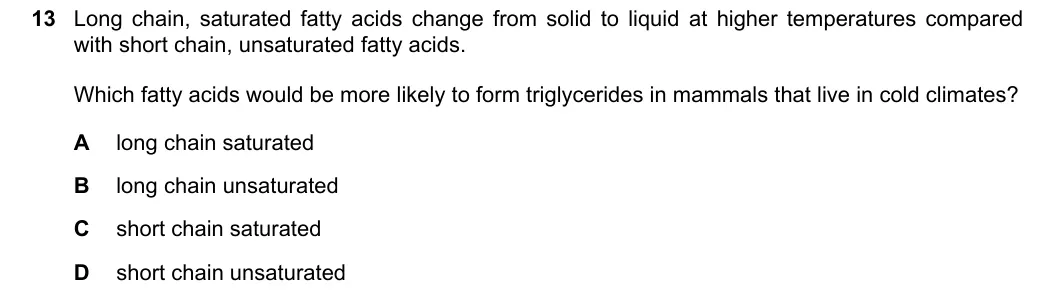 13 Long chain, saturated fatty acids change from solid to liquid at higher temperatures compared
with short chain, unsaturated fatty acids.
Which fatty acids would be more likely to form triglycerides in mammals that live in cold climates?
A long chain saturated
B long chain unsaturated
C short chain saturated
D short chain unsaturated